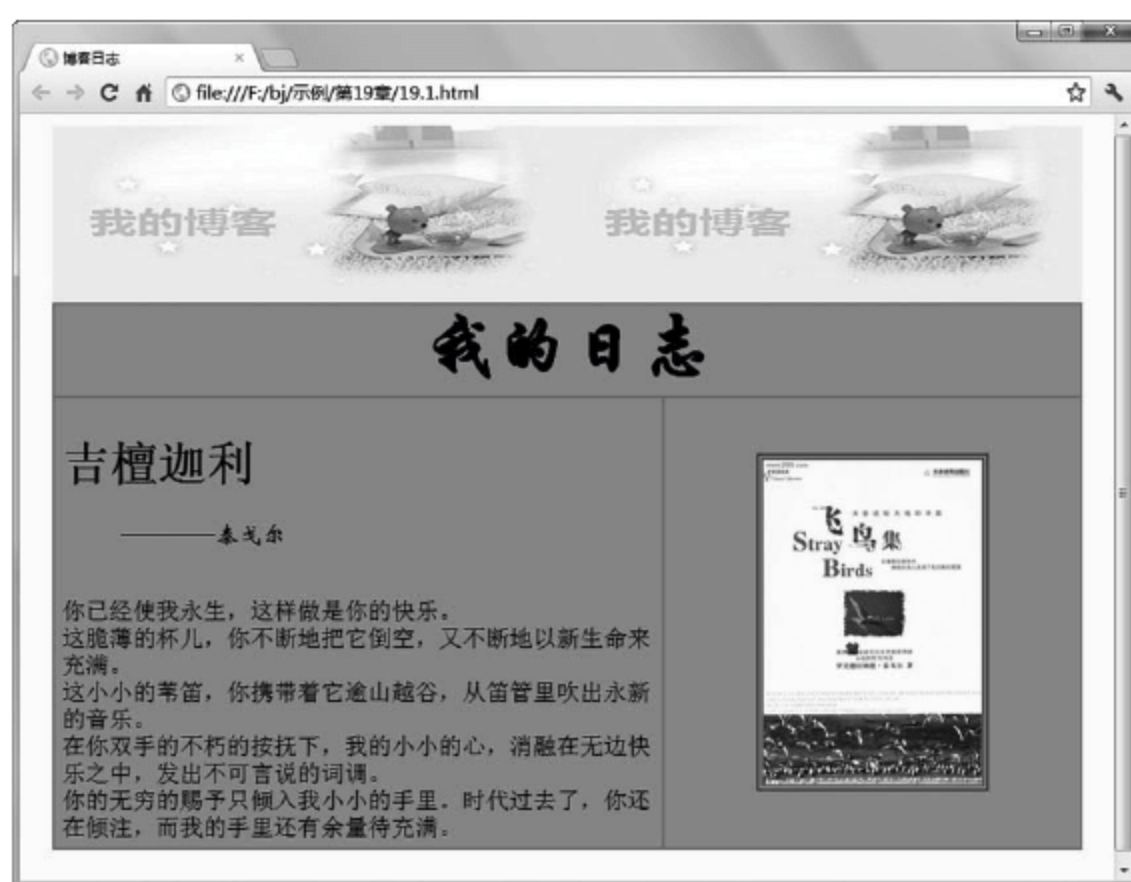 博客日志
file:///F:/bj/示例/第19章/19.1.html
我的博客 我的博客
我的日志
吉檀迦利
————泰戈尔
你已经使我永生，这样做是你的快乐。
这脆薄的杯儿，你不断地把它倒空，又不断地以新生命来
充满。
这小小的苇笛，你携带着它逾山越谷，从笛管里吹出永新
的音乐。
在你双手的不朽的按抚下，我的小小的心，消融在无边快
乐之中，发出不可言说的词调。
你的无穷的赐予只倾入我小小的手里．时代过去了，你还
在倾注，而我的手里还有余量待充满。
飞鸟集
Stray
Birds